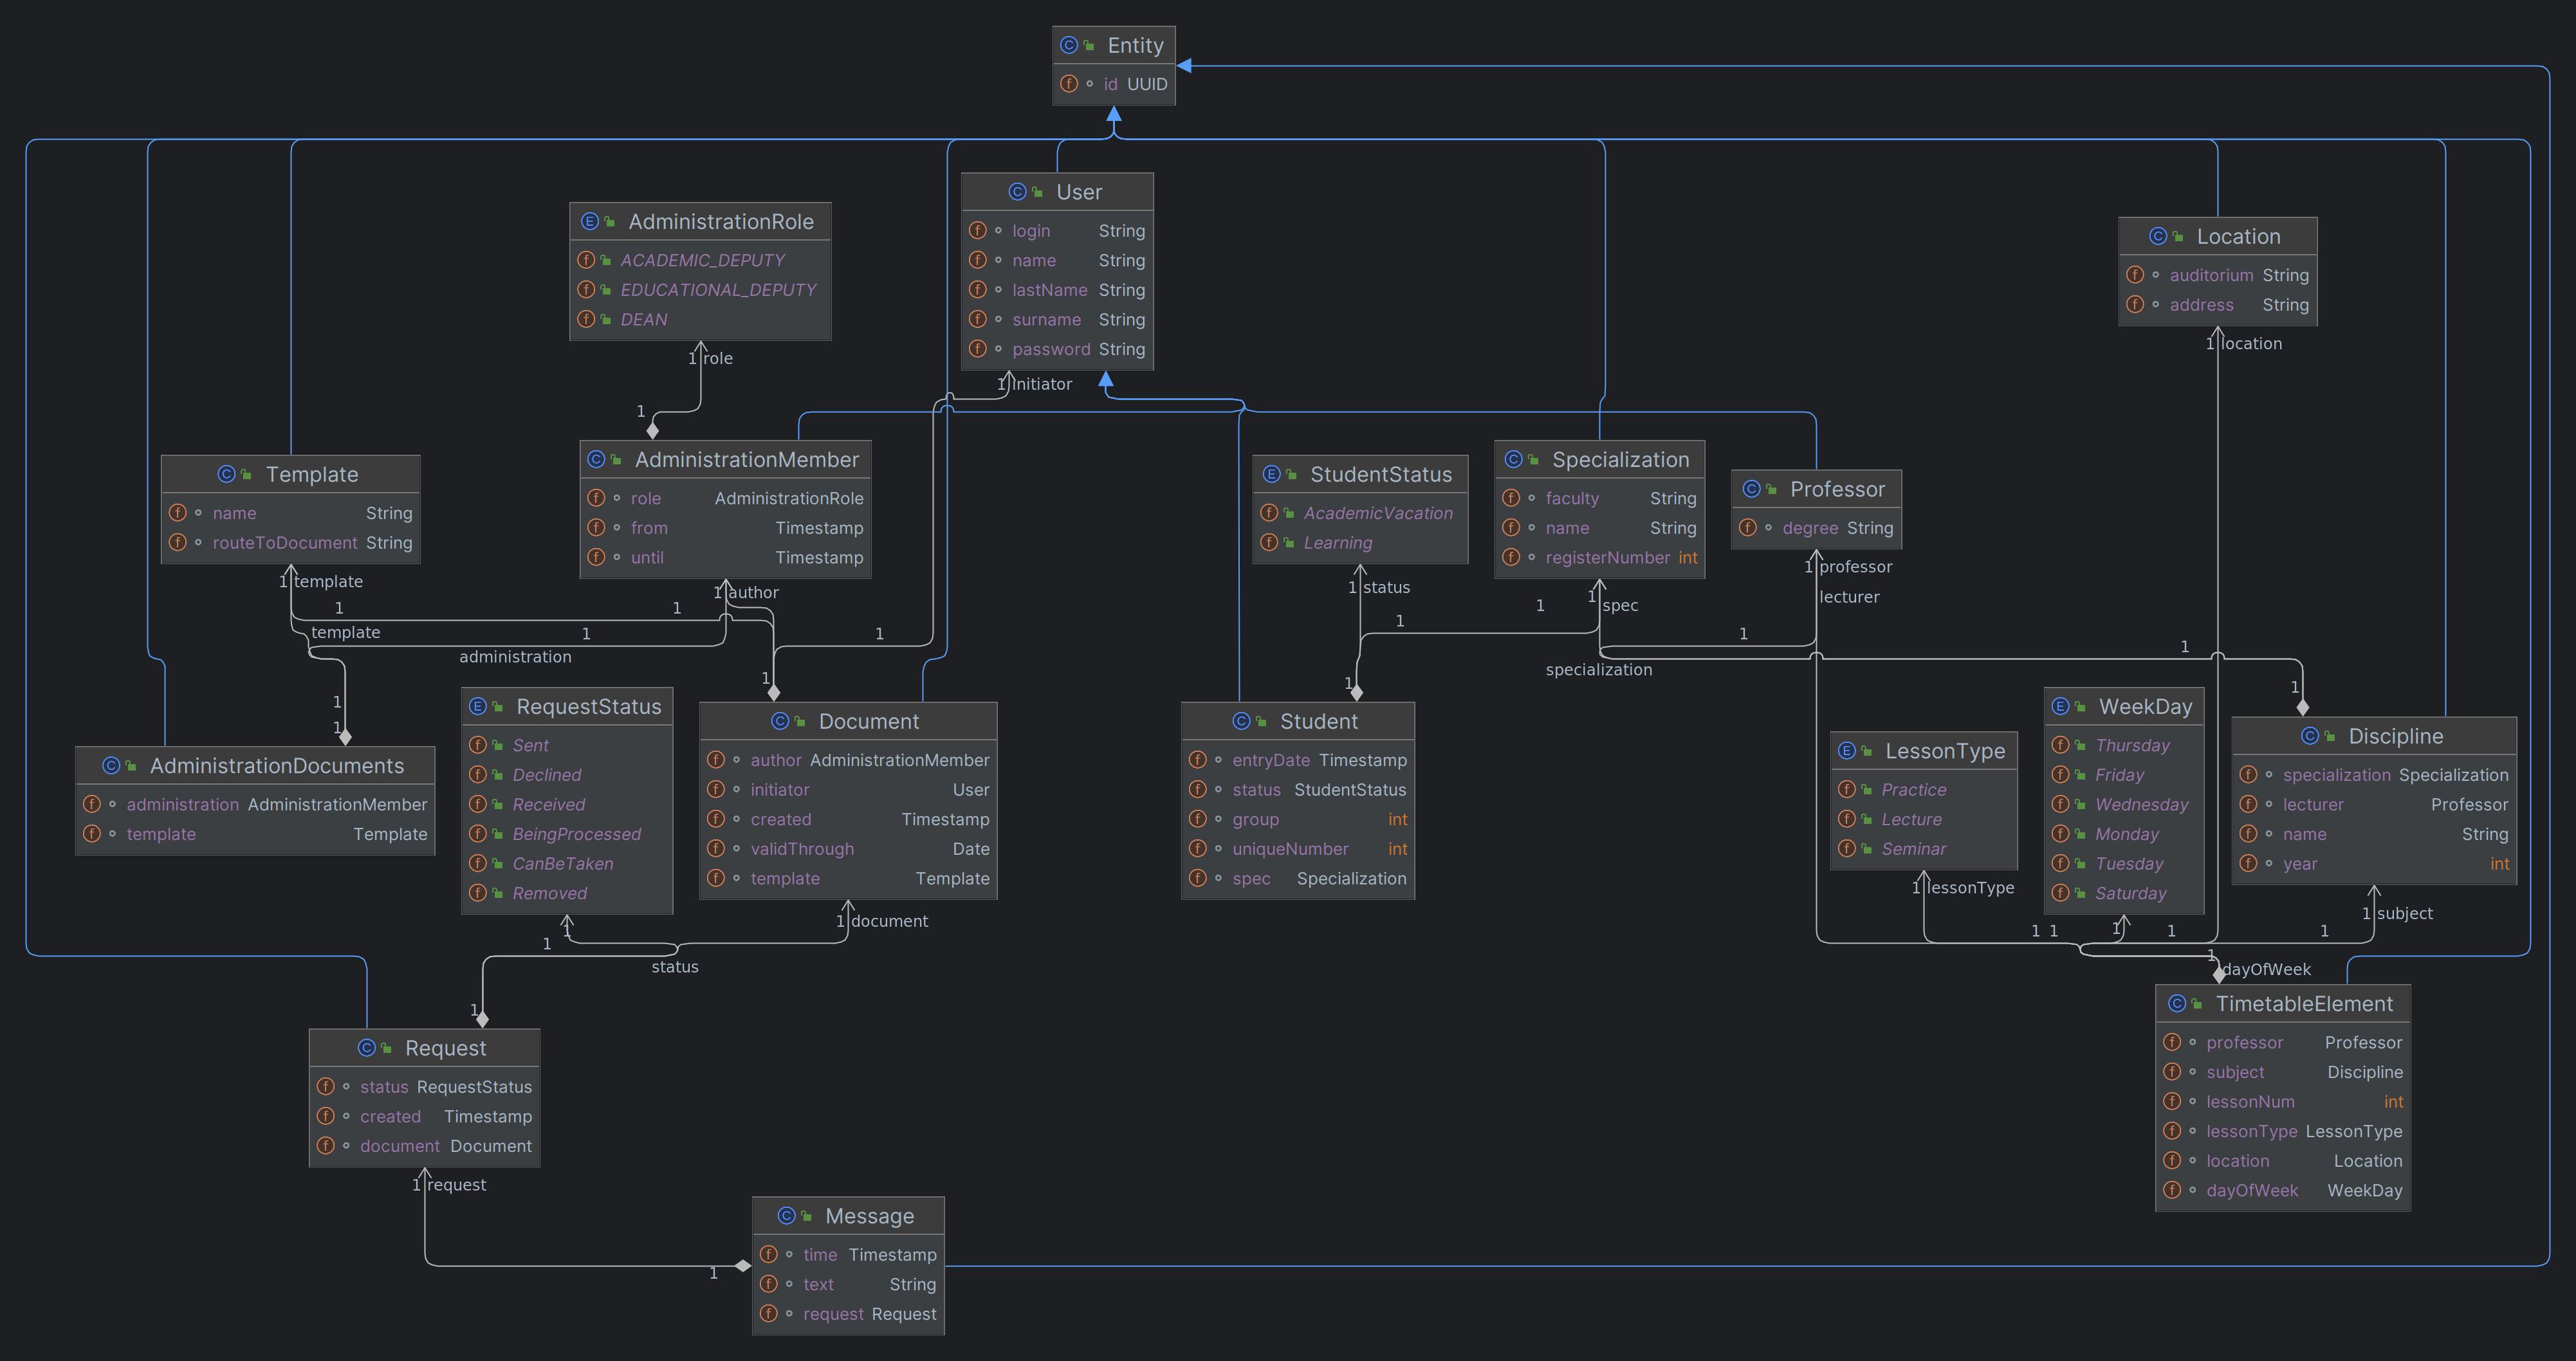 Entity
id UUID
User
login String
name String
lastName String
surname String
password String
AdministrationRole
ACADEMIC_DEPUTY
EDUCATIONAL_DEPUTY
DEAN
Location
auditorium String
address String
1 role
1
1 initiator
1 location
Template
name String
routeToDocument String
AdministrationMember
role AdministrationRole
from Timestamp
until Timestamp
StudentStatus
AcademicVacation
Learning
Specialization
faculty String
name String
registerNumber int
Professor
degree String
1 template
1
1
1 author
1 status
1
1 spec
1 professor
lecturer
template
1
1
1
1
1
administration
specialization
1
1
1
1
1
1
AdministrationDocuments
administration AdministrationMember
template Template
RequestStatus
Sent
Declined
Received
BeingProcessed
CanBeTaken
Removed
Document
author AdministrationMember
initiator User
created Timestamp
validThrough Date
template Template
Student
entryDate Timestamp
status StudentStatus
group int
uniqueNumber int
spec Specialization
LessonType
Practice
Lecture
Seminar
WeekDay
Thursday
Friday
Wednesday
Monday
Tuesday
Saturday
Discipline
specialization Specialization
lecturer Professor
name String
year int
1
1
1 document
1 lessonType
1 1
1
1
1
1 subject
status
1
dayOfWeek
1
Request
status RequestStatus
created Timestamp
document Document
TimetableElement
professor Professor
subject Discipline
lessonNum int
lessonType LessonType
location Location
dayOfWeek WeekDay
1 request
1
Message
time Timestamp
text String
request Request